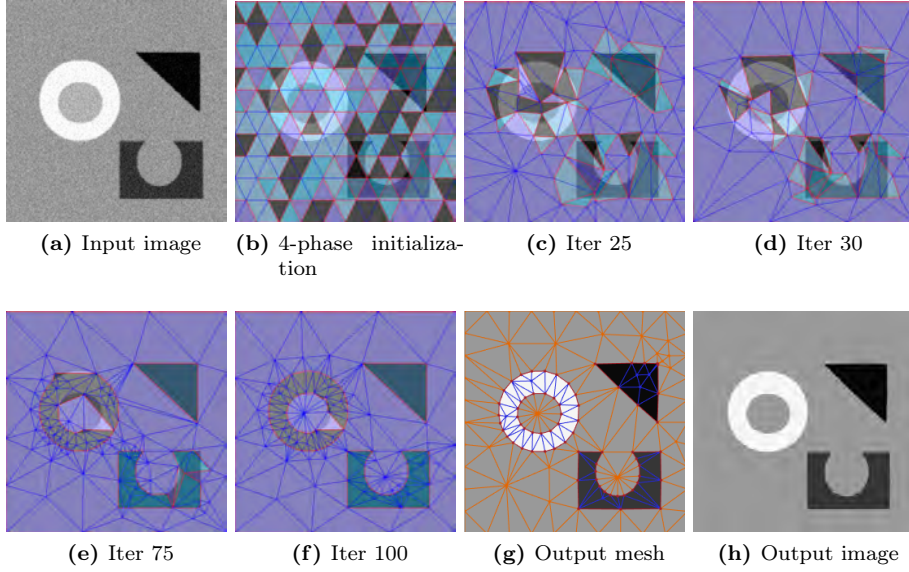 (a) Input image
(b) 4-phase initializa-
tion
(c) Iter 25
(d) Iter 30
(e) Iter 75
(f) Iter 100
(g) Output mesh
(h) Output image